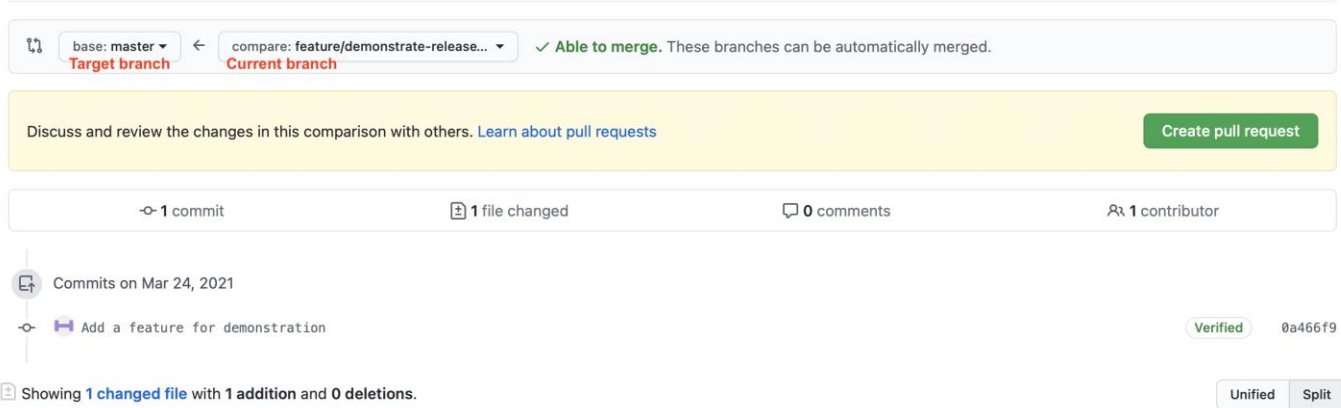 base: master compare: feature/demonstrate-release... Able to merge. These branches can be automatically merged.
Target branch Current branch
Discuss and review the changes in this comparison with others. Learn about pull requests Create pull request
1 commit 1 file changed 0 comments 1 contributor
Commits on Mar 24, 2021
Add a feature for demonstration Verified 0a466f9
Showing 1 changed file with 1 addition and 0 deletions. Unified Split